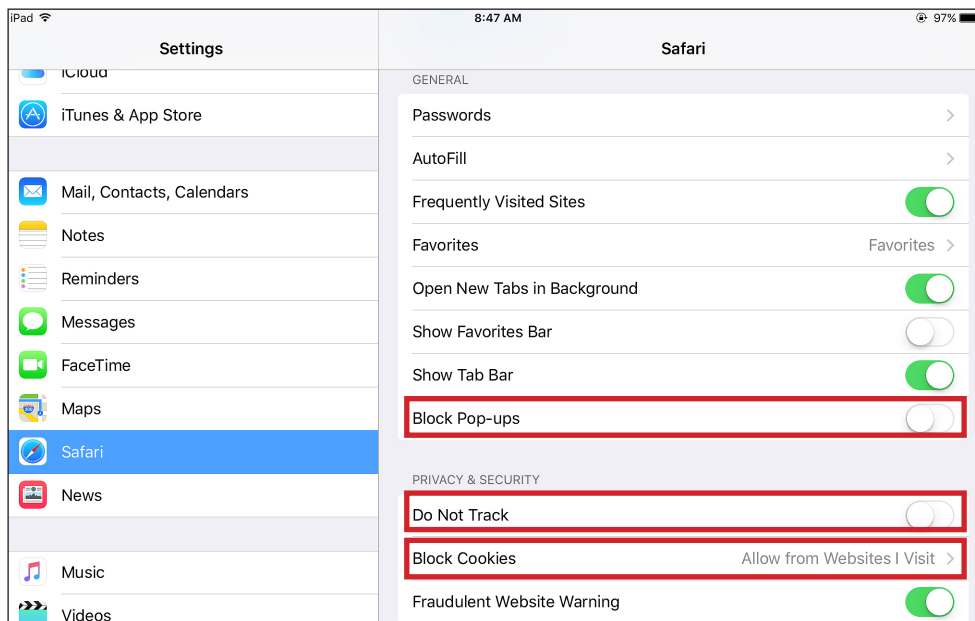 iPad 8:47 AM 97%
Settings
iCloud
iTunes & App Store
Mail, Contacts, Calendars
Notes
Reminders
Messages
FaceTime
Maps
Safari
News
Music
Videos
Safari
GENERAL
Passwords
AutoFill
Frequently Visited Sites
Favorites Favorites
Open New Tabs in Background
Show Favorites Bar
Show Tab Bar
Block Pop-ups
PRIVACY & SECURITY
Do Not Track
Block Cookies Allow from Websites I Visit
Fraudulent Website Warning